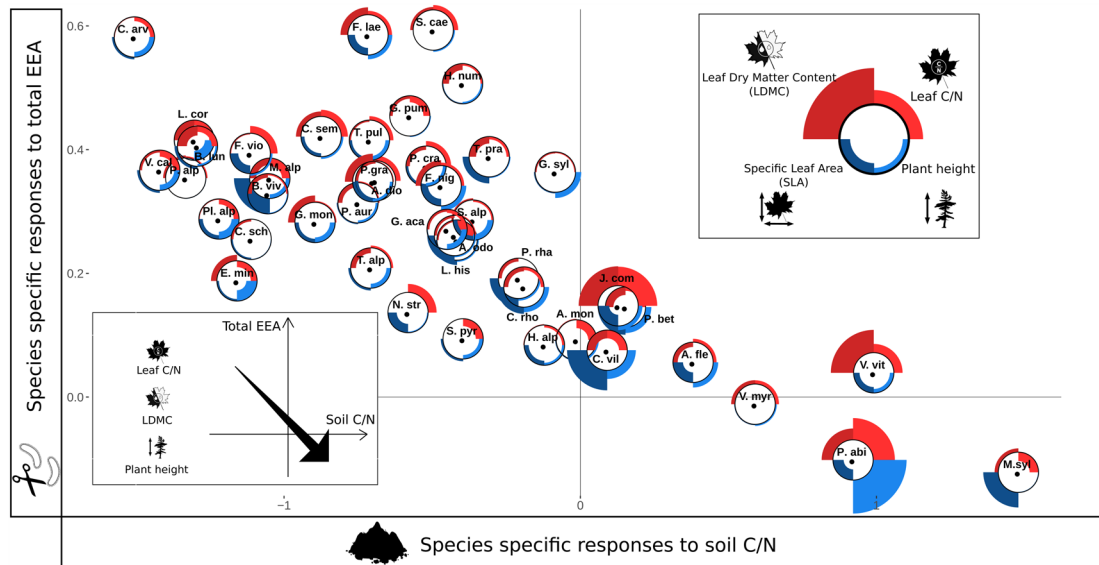 Species specific responses to total EEA
0.6
0.4
0.2
0.0
C. arv
F. lae
S. cae
H. num
G. pum
L. cor
B. lun
V. cal
P. alp
F. vio
M. alp
B. viv
C. sem
T. pul
P.gra
A. dio
P. aur
P. cra
F. nig
T. pra
G. syl
Pl. alp
C. sch
G. mon
G. aca
S. alp
A. odo
L. his
E. min
T. alp
P. rha
C. rho
N. str
S. pyr
J. com
P. bet
A. mon
H. alp
C. vil
A. fle
V. myr
V. vit
P. abi
M.syl
Leaf Dry Matter Content
(LDMC)
Leaf C/N
Specific Leaf Area
(SLA)
Plant height
Total EEA
Soil C/N
Leaf C/N
LDMC
Plant height
−1
0
1
Species specific responses to soil C/N